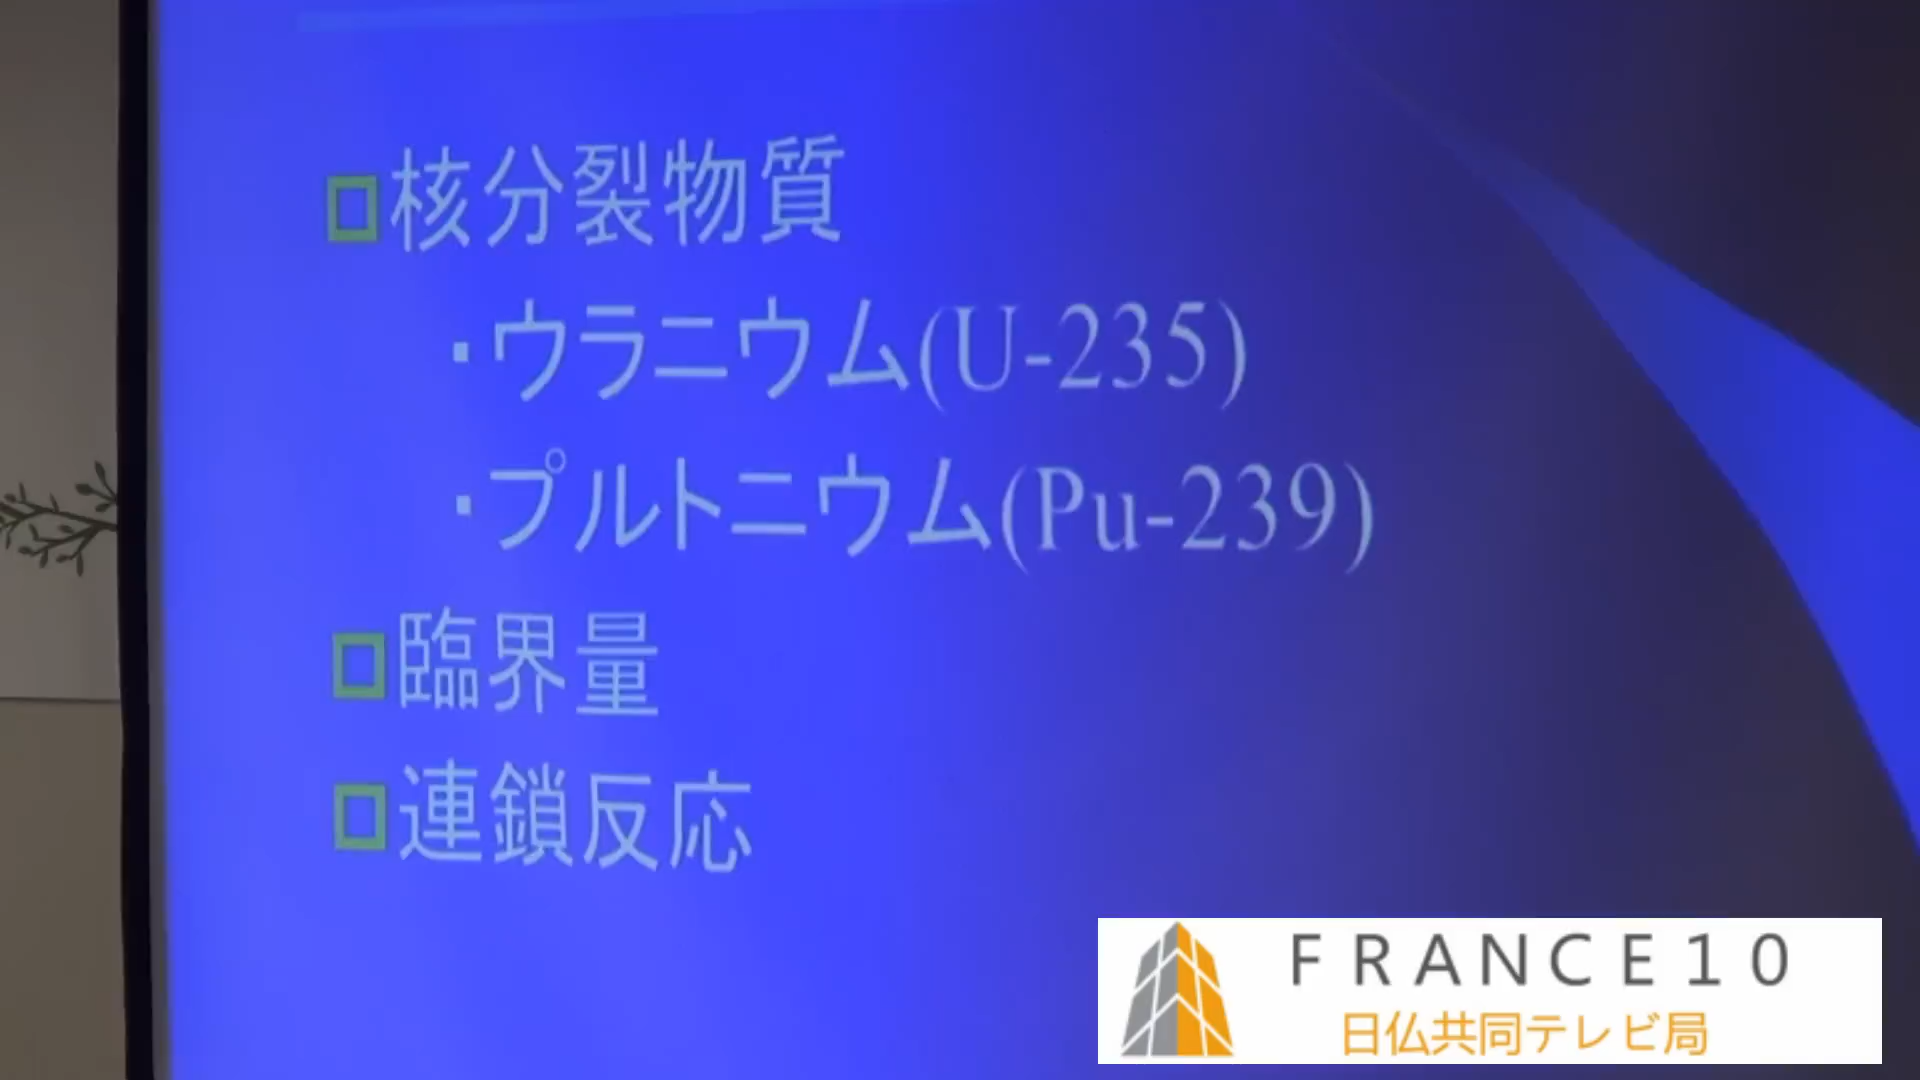 核分裂物質
・ウラニウム(U-235)
・プルトニウム(Pu-239)
臨界量
連鎖反応
FRANCE10
日仏共同テレビ局